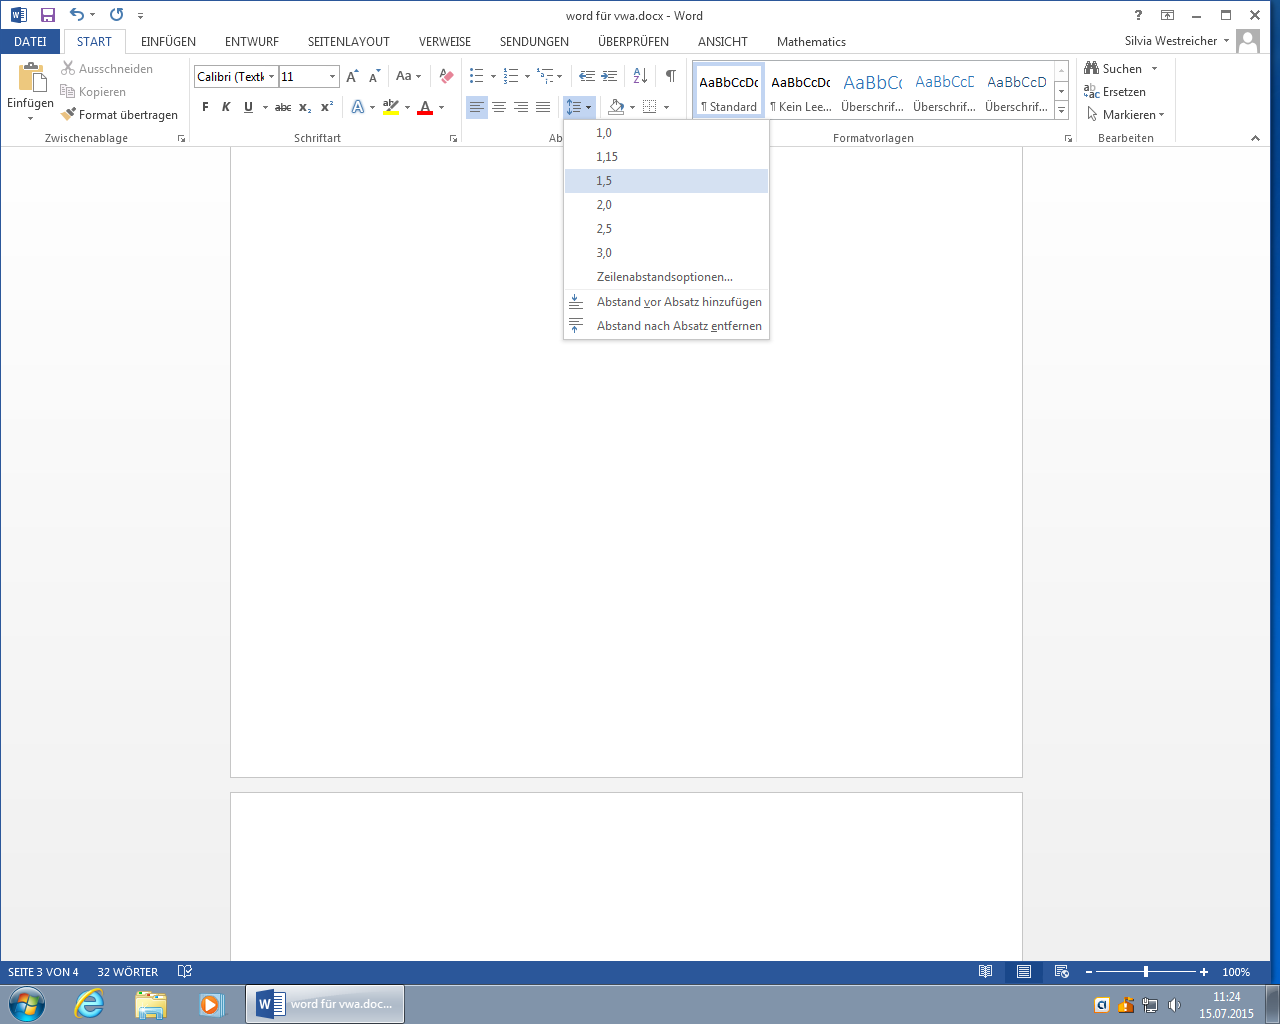 word für vwa.docx - Word
DATEI START EINFÜGEN ENTWURF SEITENLAYOUT VERWEISE SENDUNGEN ÜBERPRÜFEN ANSICHT Mathematics Silvia Westreicher
Einfügen
Ausschneiden
Kopieren
Format übertragen
Zwischenablage
Calibri (Textk 11
Aa
F K U abc x₂ x² A ab A
Schriftart
Ab
AaBbCcDc AaBbCcDc AaBbCc AaBbCcD AaBbCcD
¶ Standard ¶ Kein Lee... Überschrif... Überschrif... Überschrif...
Formatvorlagen
Suchen
Ersetzen
Markieren
Bearbeiten
1,0
1,15
1,5
2,0
2,5
3,0
Zeilenabstandsoptionen...
Abstand vor Absatz hinzufügen
Abstand nach Absatz entfernen
SEITE 3 VON 4 32 WÖRTER 100%
word für vwa.doc...
11:24
15.07.2015